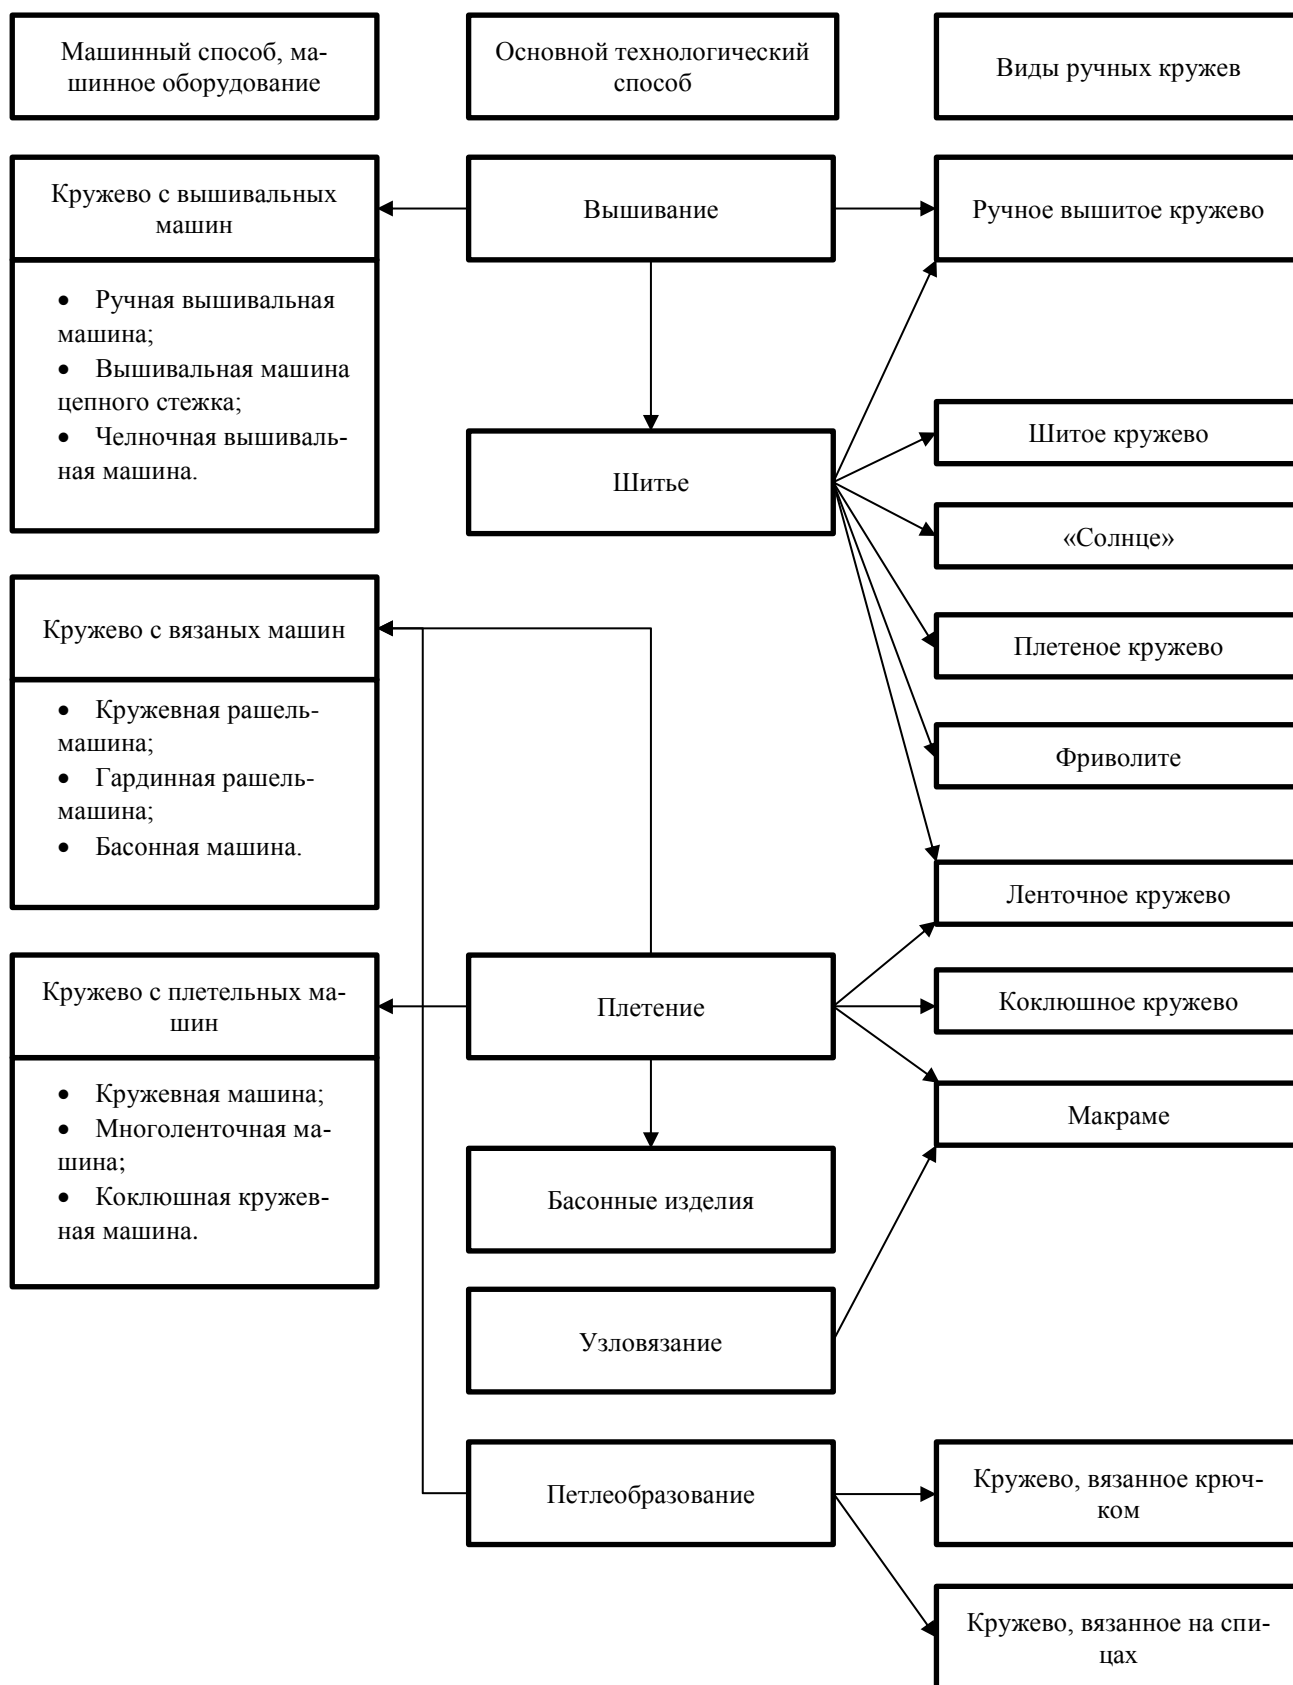 Машинный способ, ма-
шинное оборудование
Основной технологический
способ
Виды ручных кружев
Кружево с вышивальных
машин
Вышивание
Ручное вышитое кружево
• Ручная вышивальная
машина;
• Вышивальная машина
цепного стежка;
• Челночная вышиваль-
ная машина.
Шитье
Шитое кружево
«Солнце»
Плетеное кружево
Фриволите
Ленточное кружево
Кружево с вязаных машин
• Кружевная рашель-
машина;
• Гардинная рашель-
машина;
• Басонная машина.
Кружево с плетельных ма-
шин
Плетение
Коклюшное кружево
Макраме
• Кружевная машина;
• Многоленточная ма-
шина;
• Коклюшная кружев-
ная машина.
Басонные изделия
Узловязание
Петлеобразование
Кружево, вязанное крюч-
ком
Кружево, вязанное на спи-
цах